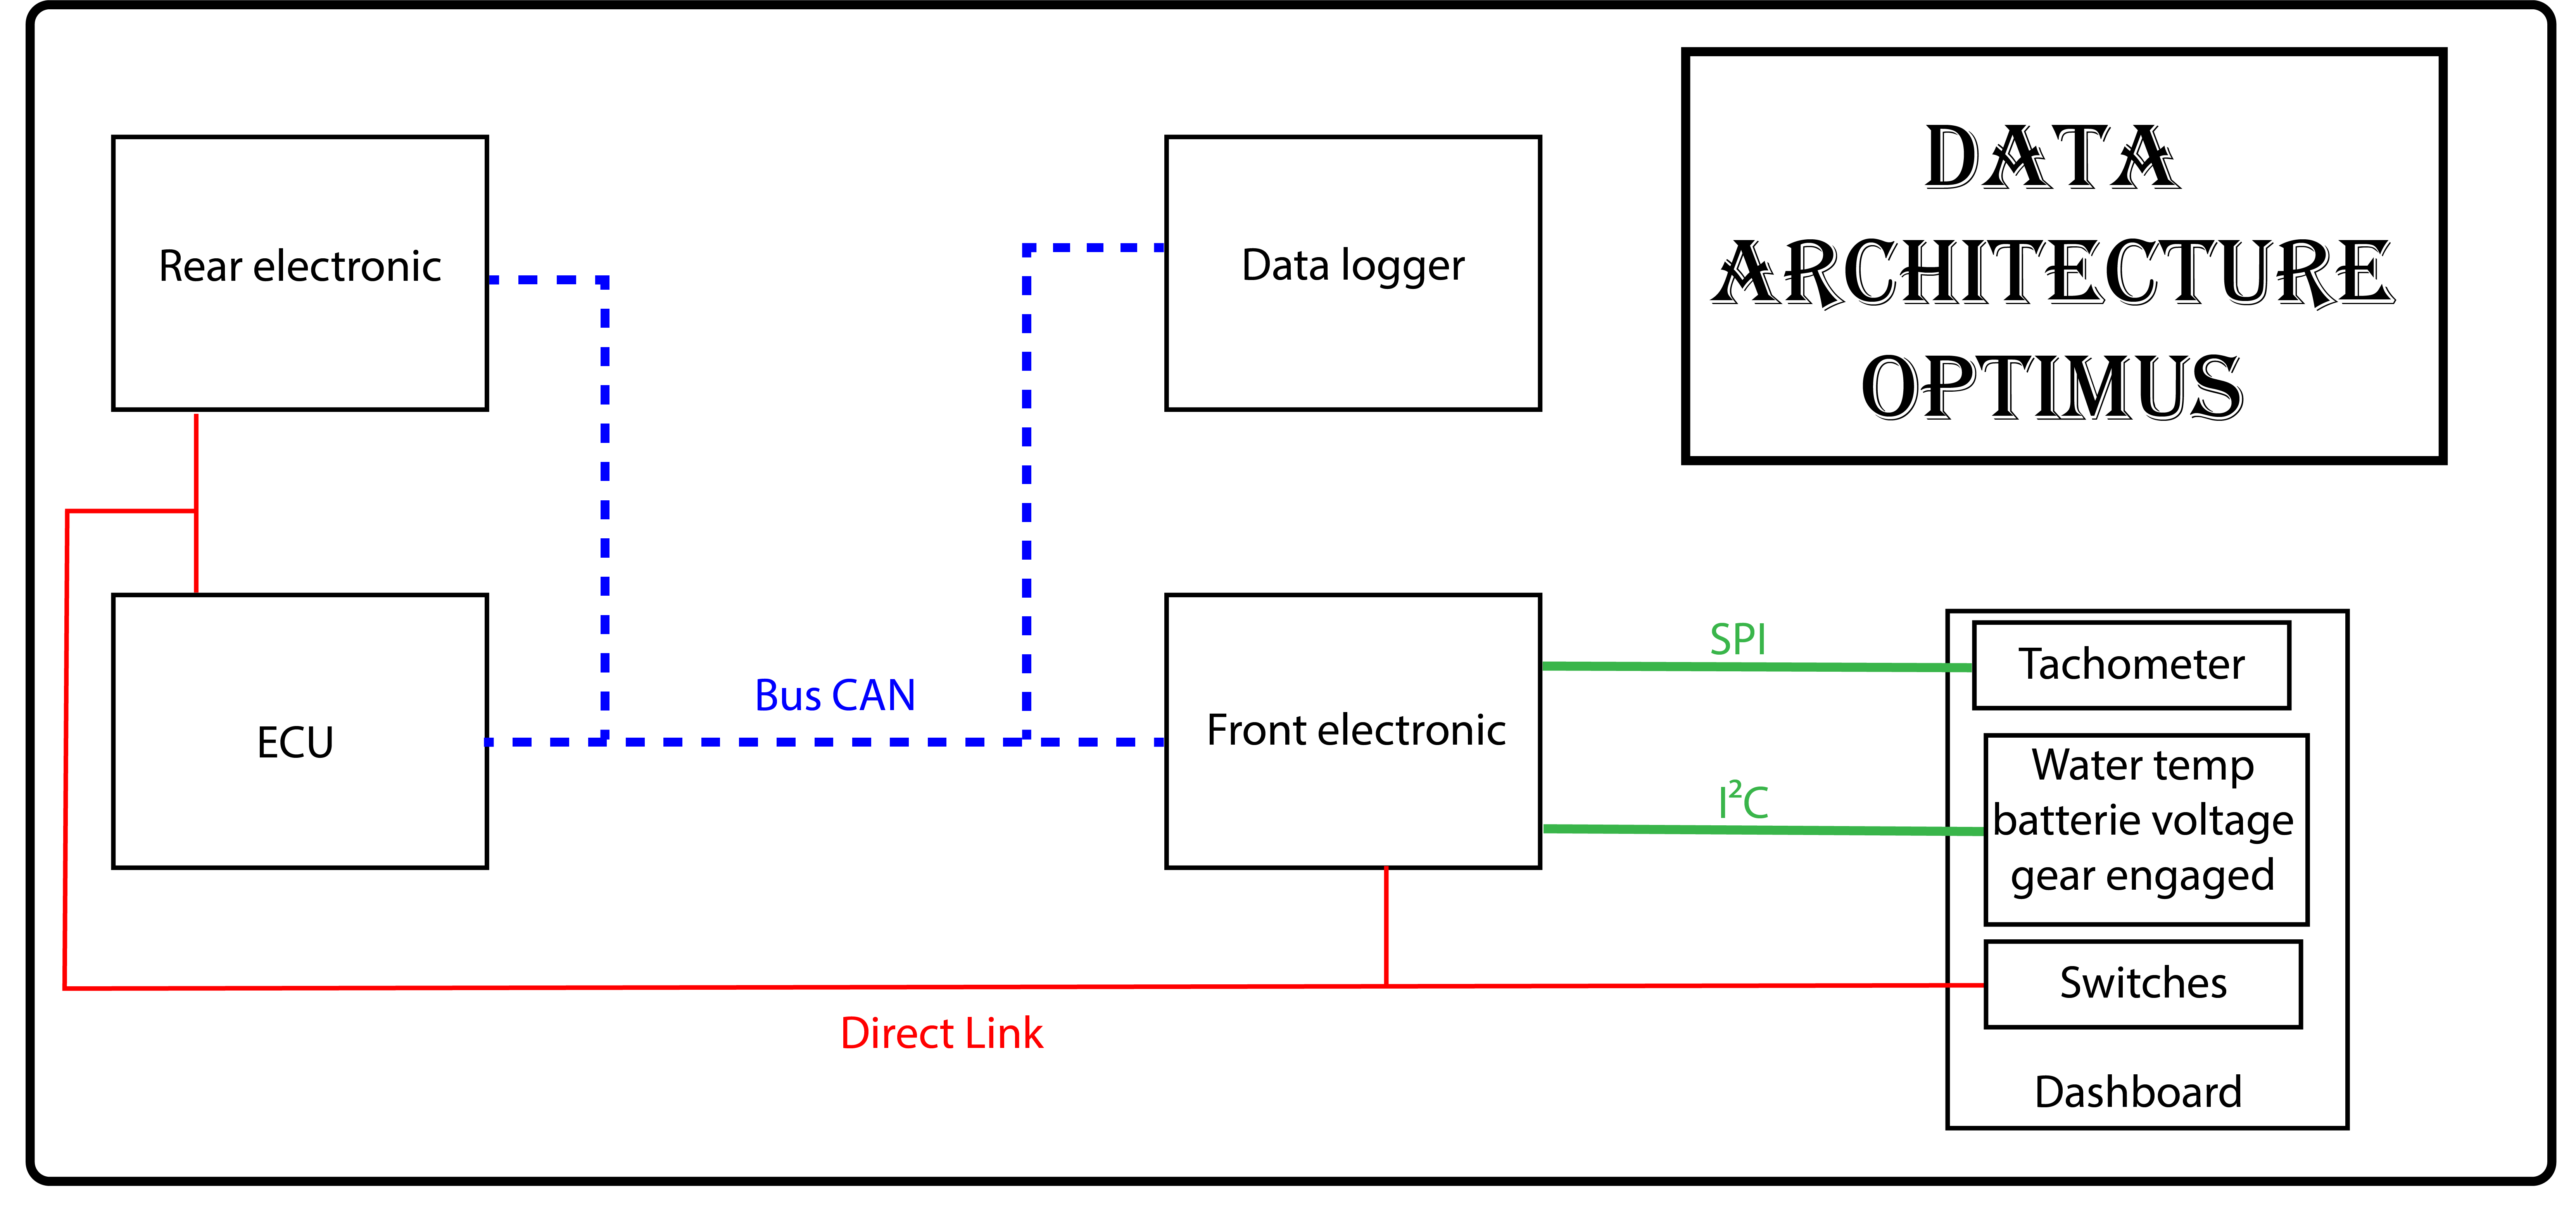 DATA
ARCHITECTURE
OPTIMUS
Rear electronic
Data logger
ECU
Bus CAN
Front electronic
SPI
I²C
Tachometer
Water temp
batterie voltage
gear engaged
Switches
Dashboard
Direct Link